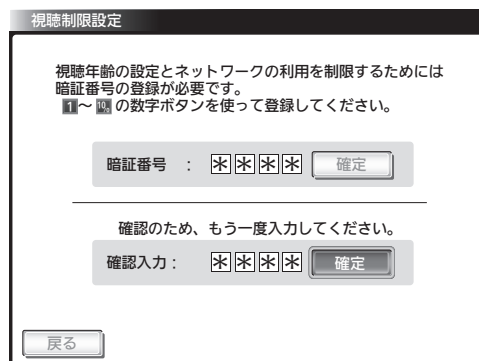 視聴制限設定
視聴年齢の設定とネットワークの利用を制限するためには
暗証番号の登録が必要です。
1～10の数字ボタンを使って登録してください。
暗証番号 ： ＊＊＊＊ 確定
確認のため、もう一度入力してください。
確認入力： ＊＊＊＊ 確定
戻る